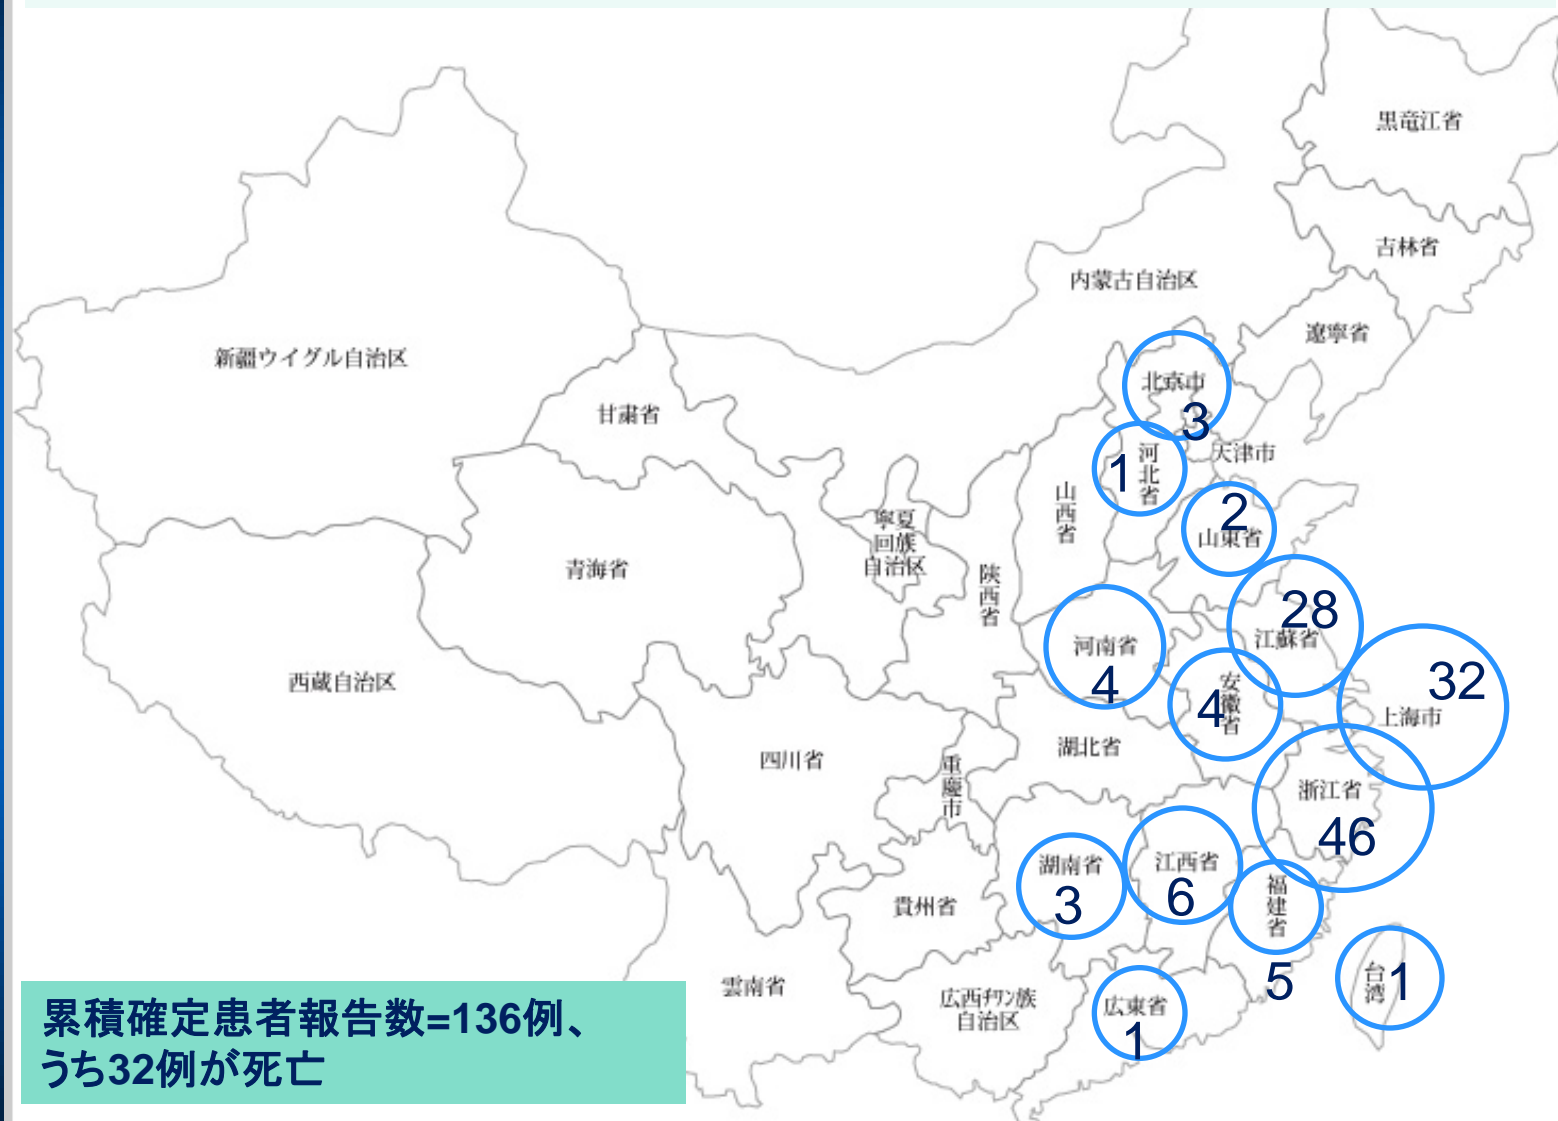 黒竜江省
吉林省
内蒙古自治区
遼寧省
新疆ウイグル自治区
北京市
3
甘粛省
天津市
河北省
1
山西省
2
山東省
寧夏
回族
自治区
青海省
陝西省
28
江蘇省
河南省
4
安徽省
4
32
上海市
西蔵自治区
湖北省
四川省
重慶市
浙江省
46
湖南省
3
江西省
6
福建省
5
貴州省
台湾
1
雲南省
広西チワン族
自治区
広東省
1
累積確定患者報告数=136例、
うち32例が死亡